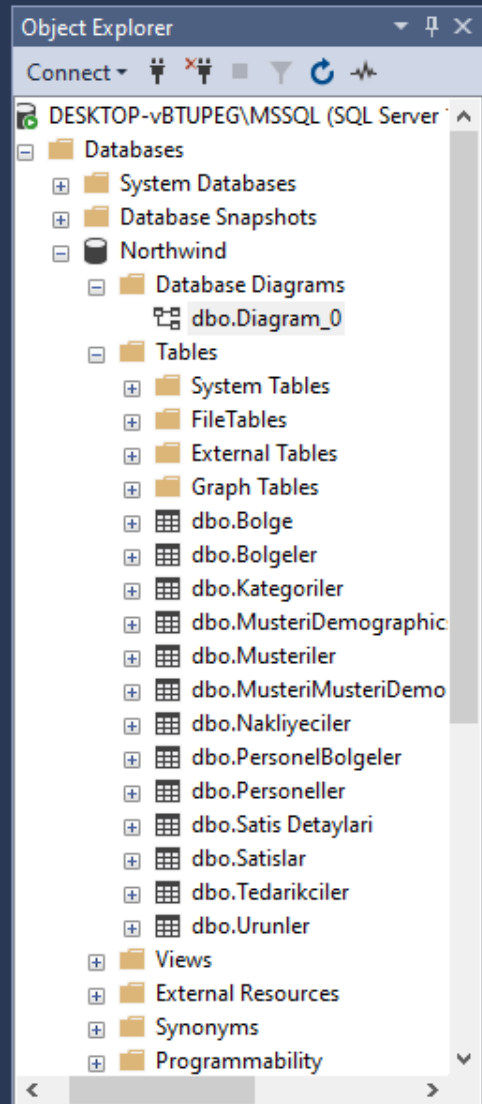 Object Explorer
Connect
DESKTOP-vBTUPEG\MSSQL (SQL Server
Databases
System Databases
Database Snapshots
Northwind
Database Diagrams
dbo.Diagram_0
Tables
System Tables
FileTables
External Tables
Graph Tables
dbo.Bolge
dbo.Bolgeler
dbo.Kategoriler
dbo.MusteriDemographic
dbo.Musteriler
dbo.MusteriMusteriDemo
dbo.Nakliyeciler
dbo.PersonelBolgeler
dbo.Personeller
dbo.Satis Detaylari
dbo.Satislar
dbo.Tedarikciler
dbo.Urunler
Views
External Resources
Synonyms
Programmability